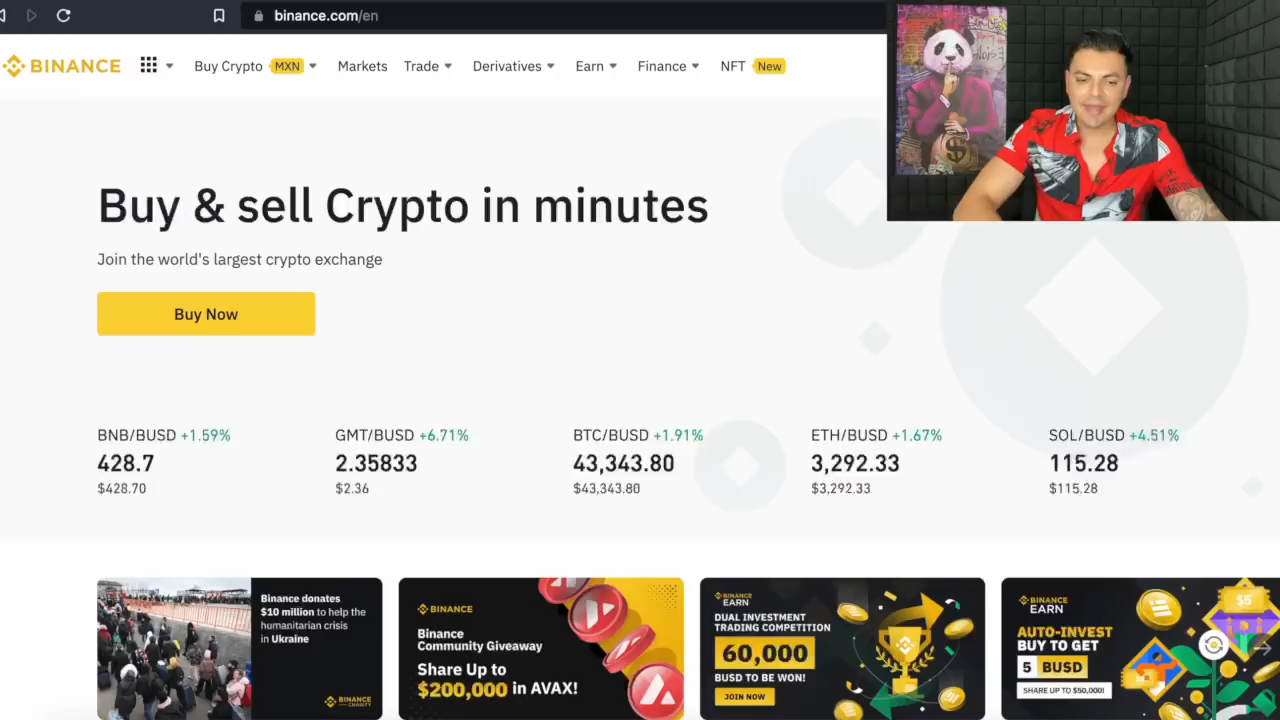 binance.com/en
BINANCE
Buy Crypto MXN
Markets
Trade
Derivatives
Earn
Finance
NFT New
Buy & sell Crypto in minutes
Join the world's largest crypto exchange
Buy Now
BNB/BUSD +1.59%
428.7
$428.70
GMT/BUSD +6.71%
2.35833
$2.36
BTC/BUSD +1.91%
43,343.80
$43,343.80
ETH/BUSD +1.67%
3,292.33
$3,292.33
SOL/BUSD +4.51%
115.28
$115.28
Binance donates
$10 million to help the
humanitarian crisis
in Ukraine
BINANCE
CHARITY
BINANCE
Binance
Community Giveaway
Share Up to
$200,000 in AVAX!
BINANCE
EARN
DUAL INVESTMENT
TRADING COMPETITION
60,000
BUSD TO BE WON!
JOIN NOW
BINANCE
EARN
AUTO-INVEST
BUY TO GET
5 BUSD
SHARE UP TO $50,000!
$5